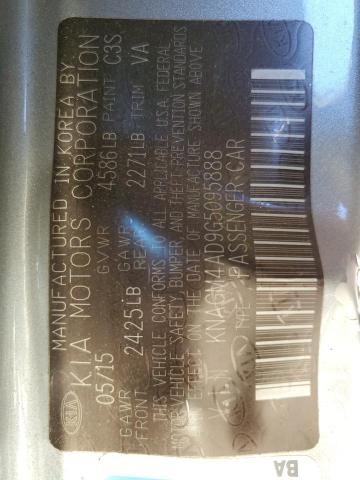 MANUFACTURED IN KOREA BY
KIA KIA MOTORS CORPORATION
05/15 GVWR 4586LB PAINT C3S
GAWR GAWR
FRONT 2425LB REAR 2271LB TRIM VA
THIS VEHICLE CONFORMS TO ALL APPLICABLE U.S.A. FEDERAL
MOTOR VEHICLE SAFETY, BUMPER, AND THEFT PREVENTION STANDARDS
IN EFFECT ON THE DATE OF MANUFACTURE SHOWN ABOVE
KNAGM4AD9G5095888
TYPE: PASSENGER CAR
BA